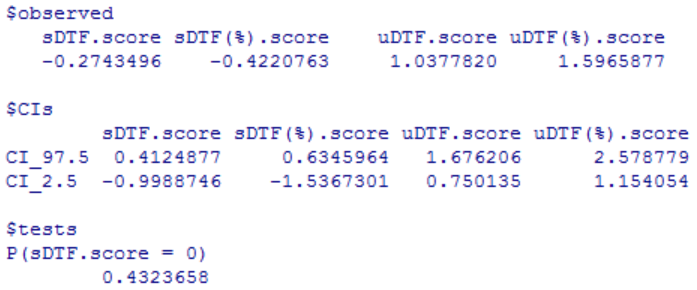 $observed
sDTF.score sDTF(%).score uDTF.score uDTF(%).score
-0.2743496 -0.4220763 1.0377820 1.5965877
$CIs
sDTF.score sDTF(%).score uDTF.score uDTF(%).score
CI_97.5 0.4124877 0.6345964 1.676206 2.578779
CI_2.5 -0.9988746 -1.5367301 0.750135 1.154054
$tests
P(sDTF.score = 0)
0.4323658